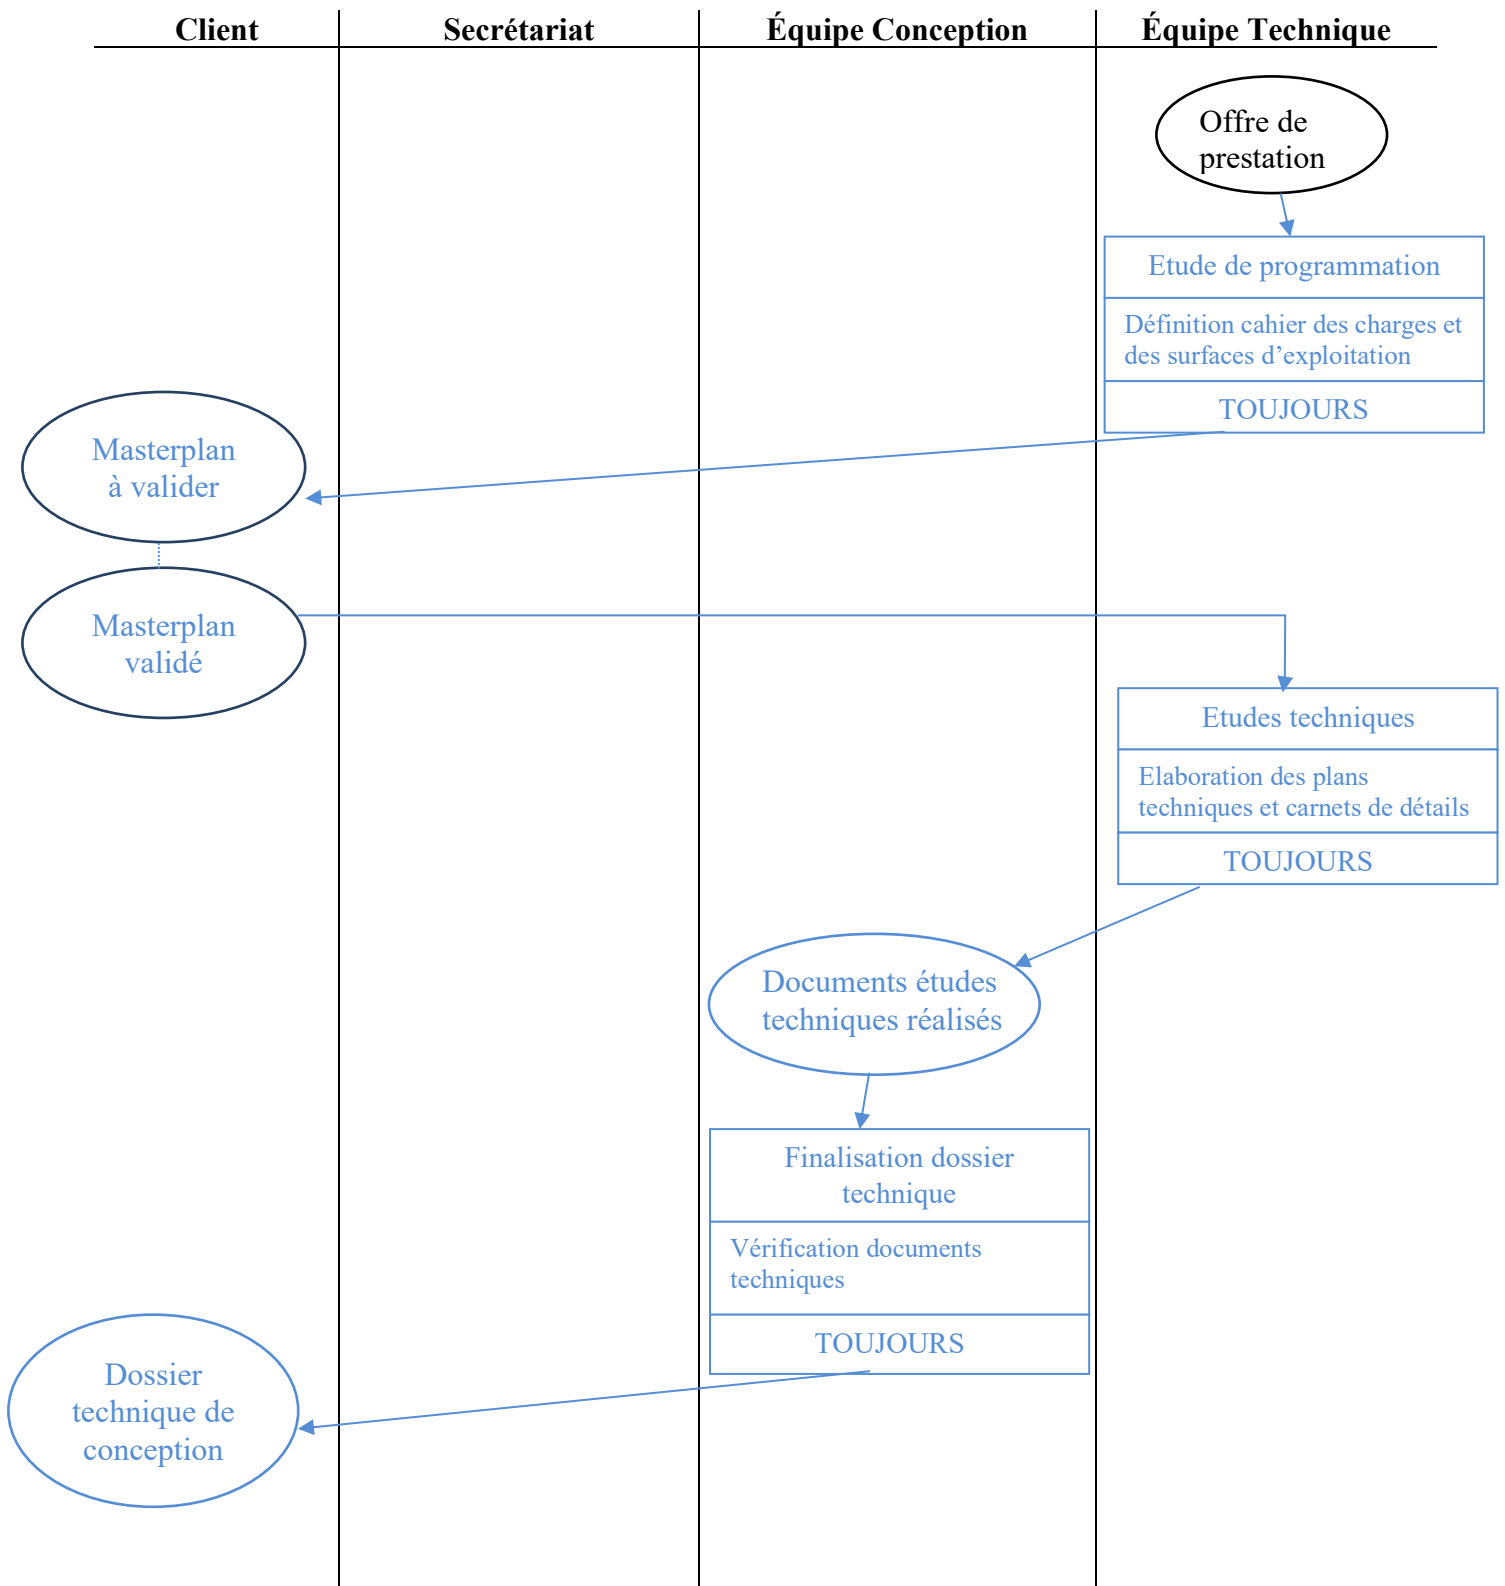 Client
Secrétariat
Équipe Conception
Équipe Technique
Offre de
prestation
Etude de programmation
Définition cahier des charges et
des surfaces d’exploitation
TOUJOURS
Masterplan
à valider
Masterplan
validé
Etudes techniques
Elaboration des plans
techniques et carnets de détails
TOUJOURS
Documents études
techniques réalisés
Finalisation dossier
technique
Vérification documents
techniques
TOUJOURS
Dossier
technique de
conception